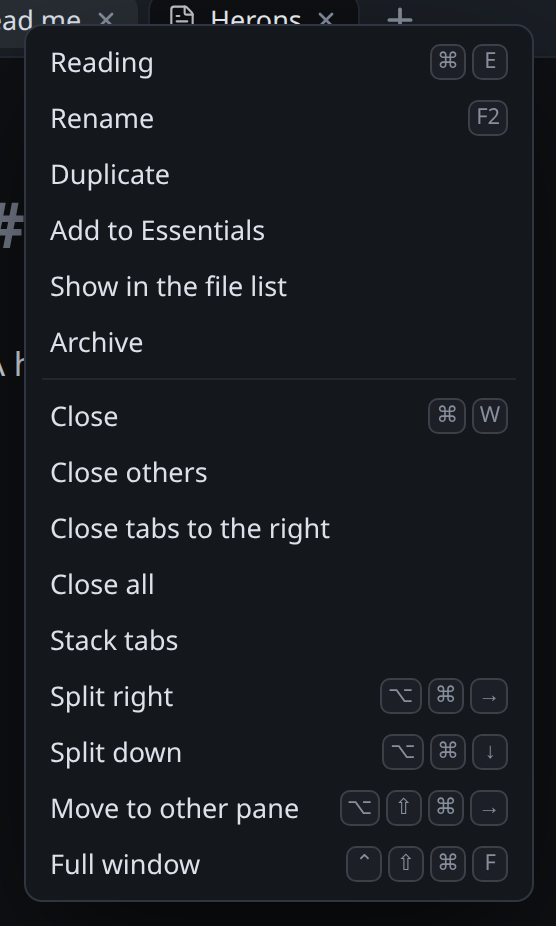 ead me × Herons × +
Reading ⌘ E
Rename F2
Duplicate
Add to Essentials
Show in the file list
Archive
Close ⌘ W
Close others
Close tabs to the right
Close all
Stack tabs
Split right ⌥ ⌘ →
Split down ⌥ ⌘ ↓
Move to other pane ⌥ ⇧ ⌘ →
Full window ⌃ ⇧ ⌘ F
#